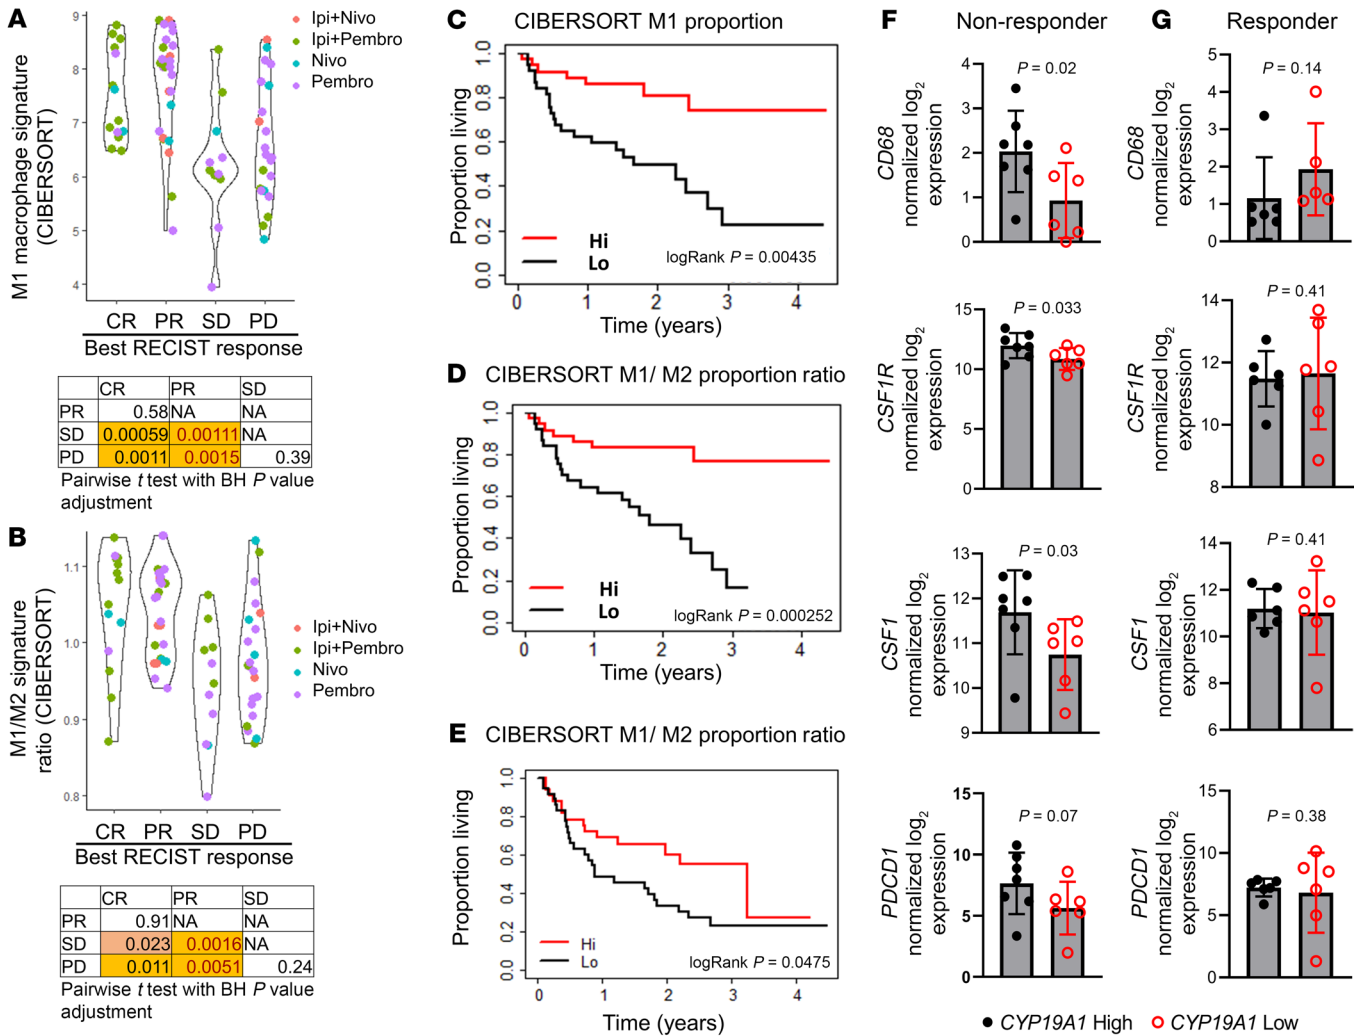 A
M1 macrophage signature
(CIBERSORT)
9
8
7
6
5
4
CR PR SD PD
Best RECIST response
Ipi+Nivo
Ipi+Pembro
Nivo
Pembro
CR PR SD
PR 0.58 NA NA
SD 0.00059 0.00111 NA
PD 0.0011 0.0015 0.39
Pairwise t test with BH P value
adjustment
B
M1/M2 signature
ratio (CIBERSORT)
1.1
1.0
0.9
0.8
CR PR SD PD
Best RECIST response
Ipi+Nivo
Ipi+Pembro
Nivo
Pembro
CR PR SD
PR 0.91 NA NA
SD 0.023 0.0016 NA
PD 0.011 0.0051 0.24
Pairwise t test with BH P value
adjustment
C CIBERSORT M1 proportion
Proportion living
1.0
0.8
0.6
0.4
0.2
0.0
Hi
Lo
logRank P = 0.00435
0 1 2 3 4
Time (years)
D CIBERSORT M1/ M2 proportion ratio
Proportion living
1.0
0.8
0.6
0.4
0.2
0.0
Hi
Lo
logRank P = 0.000252
0 1 2 3 4
Time (years)
E CIBERSORT M1/ M2 proportion ratio
Proportion living
1.0
0.8
0.6
0.4
0.2
0.0
Hi
Lo
logRank P = 0.0475
0 1 2 3 4
Time (years)
F Non-responder
CD68
normalized log2
expression
4
3
2
1
0
P = 0.02
CSF1R
normalized log2
expression
15
10
5
0
P = 0.033
CSF1
normalized log2
expression
13
12
11
10
9
P = 0.03
PDCD1
normalized log2
expression
15
10
5
0
P = 0.07
G Responder
CD68
normalized log2
expression
5
4
3
2
1
0
P = 0.14
CSF1R
normalized log2
expression
14
12
10
8
P = 0.41
CSF1
normalized log2
expression
14
12
10
8
6
P = 0.41
PDCD1
normalized log2
expression
15
10
5
0
P = 0.38
CYP19A1 High CYP19A1 Low